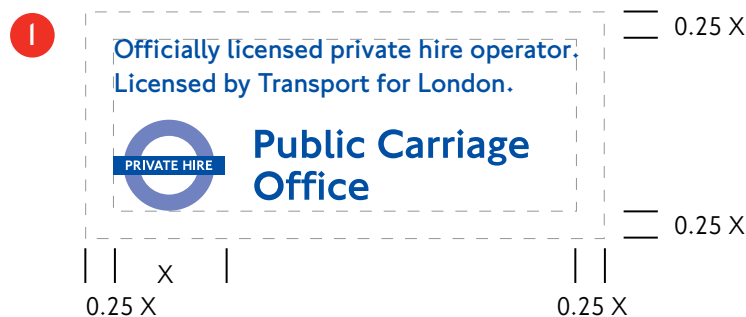 1
0.25 X
Officially licensed private hire operator.
Licensed by Transport for London.
PRIVATE HIRE
Public Carriage
Office
0.25 X
X
0.25 X
0.25 X